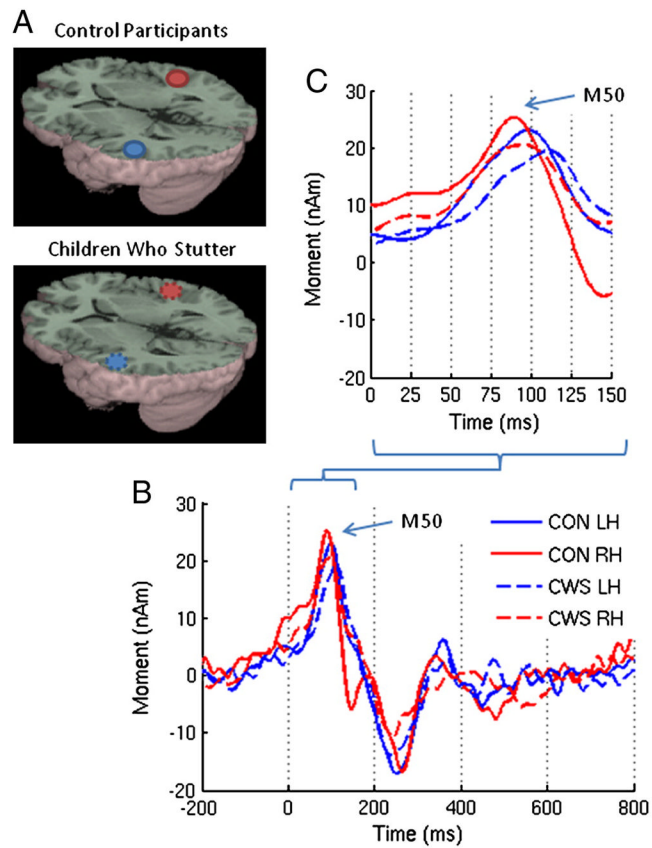 A
Control Participants
Children Who Stutter
C
M50
30
20
10
0
-10
-20
Moment (nAm)
0 25 50 75 100 125 150
Time (ms)
B
M50
30
20
10
0
-10
-20
Moment (nAm)
CON LH
CON RH
CWS LH
CWS RH
-200 0 200 400 600 800
Time (ms)